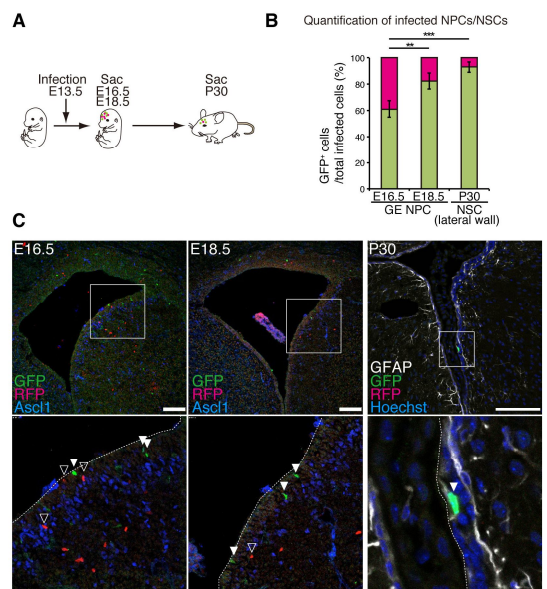 A
Infection
E13.5
Sac
E16.5
E18.5
Sac
P30
B
Quantification of infected NPCs/NSCs
***
**
GFP⁺ cells
/total infected cells (%)
100
80
60
40
20
0
E16.5 E18.5 P30
GE NPC NSC
(lateral wall)
C
E16.5
GFP
RFP
Ascl1
E18.5
GFP
RFP
Ascl1
P30
GFAP
GFP
RFP
Hoechst